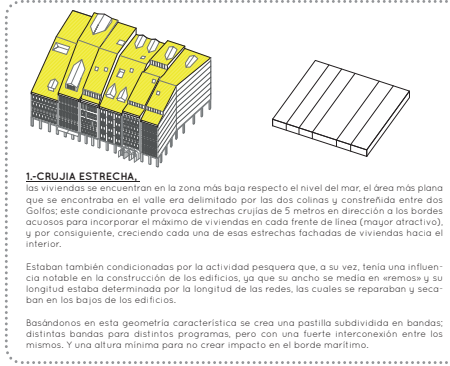 1.-CRUJIA ESTRECHA,
las viviendas se encuentran en la zona más baja respecto el nivel del mar, el área más plana
que se encontraba en el valle era delimitado por las dos colinas y constreñida entre dos
Golfos; este condicionante provoca estrechas crujías de 5 metros en dirección a los bordes
acuosos para incorporar el máximo de viviendas en cada frente de línea (mayor atractivo),
y por consiguiente, creciendo cada una de esas estrechas fachadas de viviendas hacia el
interior.
Estaban también condicionadas por la actividad pesquera que, a su vez, tenía una influen-
cia notable en la construcción de los edificios, ya que su ancho se medía en «remos» y su
longitud estaba determinada por la longitud de las redes, las cuales se reparaban y seca-
ban en los bajos de los edificios.
Basándonos en esta geometría característica se crea una pastilla subdividida en bandas;
distintas bandas para distintos programas, pero con una fuerte interconexión entre los
mismos. Y una altura mínima para no crear impacto en el borde marítimo.